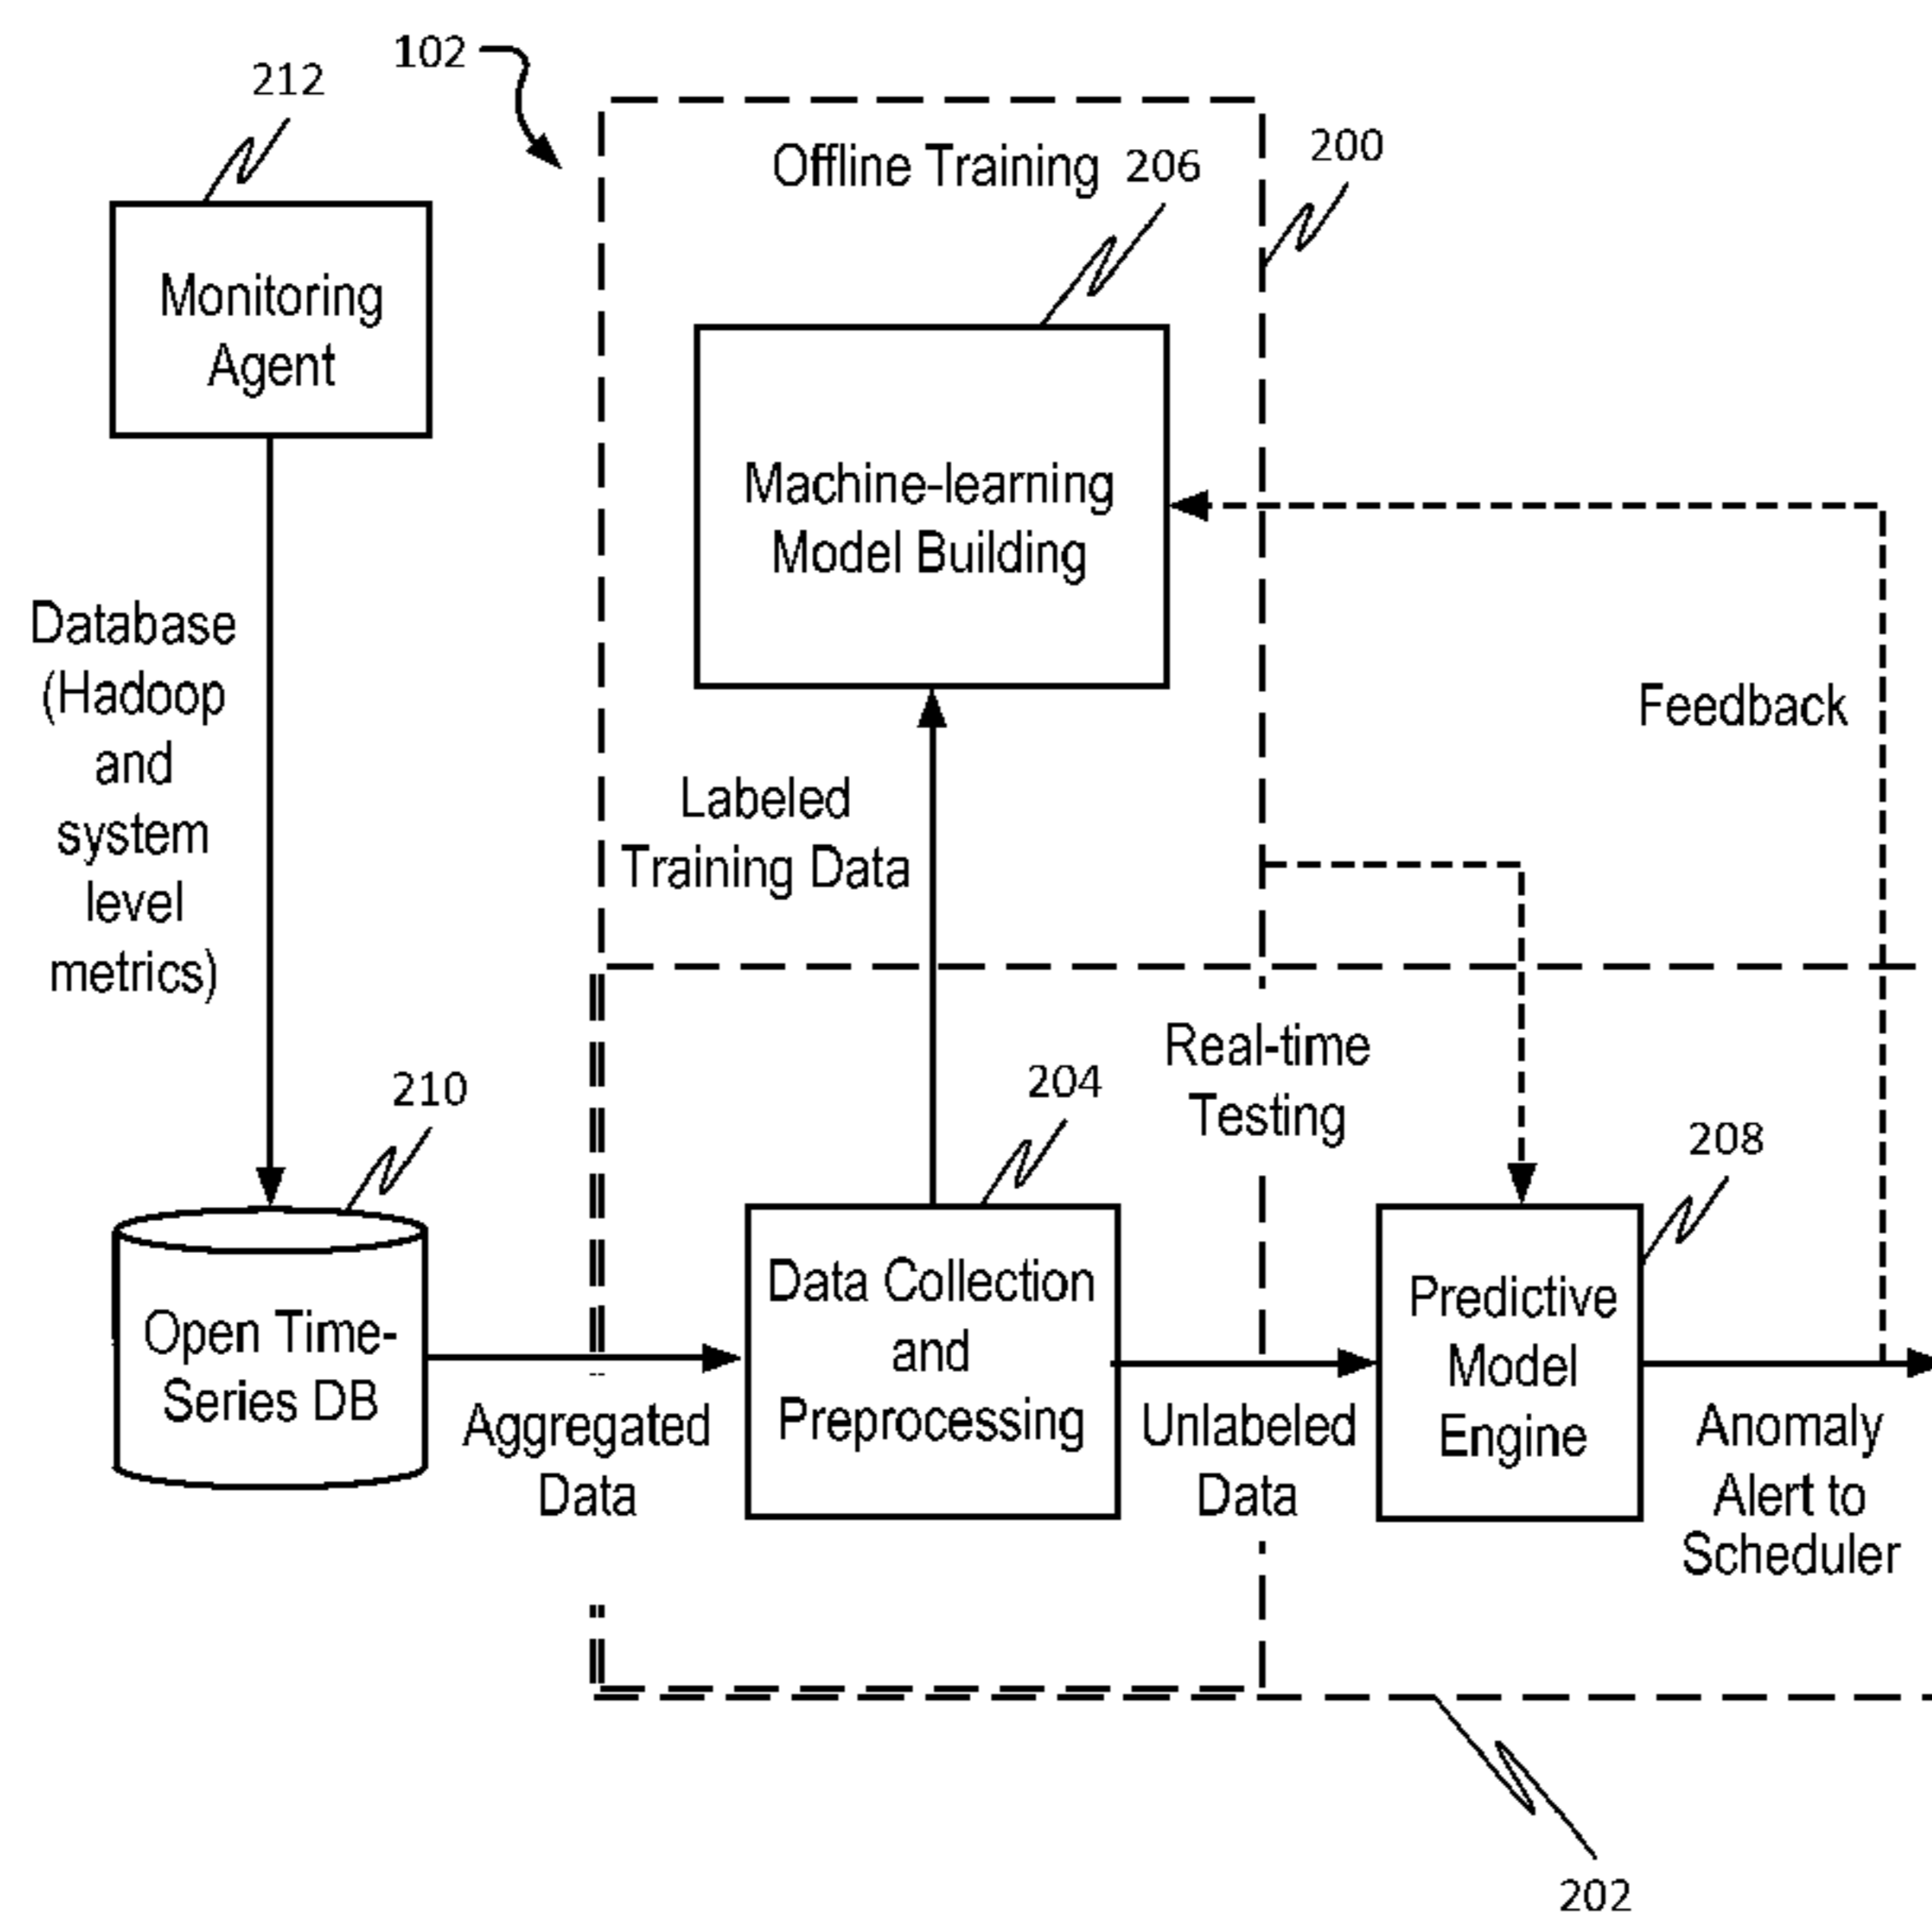 102
212
Offline Training
206
200
Monitoring
Agent
Machine-learning
Model Building
Database
(Hadoop
and
system
level
metrics)
Feedback
Labeled
Training Data
Real-time
Testing
210
204
208
Open Time-
Series DB
Aggregated
Data
Data Collection
and
Preprocessing
Unlabeled
Data
Predictive
Model
Engine
Anomaly
Alert to
Scheduler
202